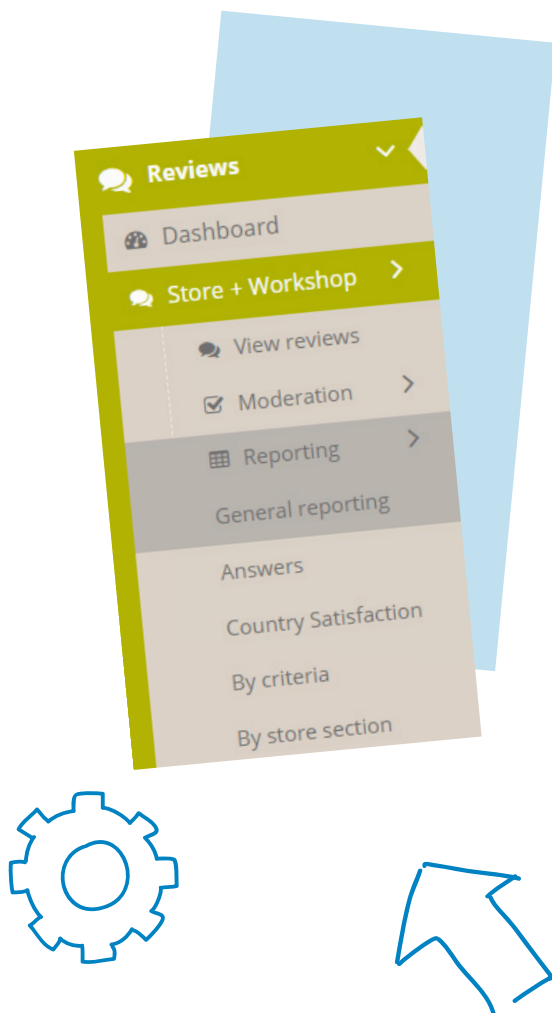 Reviews
Dashboard
Store + Workshop
View reviews
Moderation
Reporting
General reporting
Answers
Country Satisfaction
By criteria
By store section